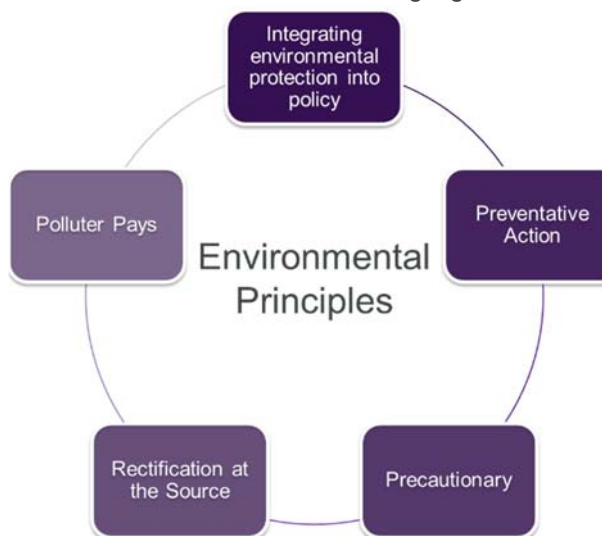 Integrating
environmental
protection into
policy
Polluter Pays
Preventative
Action
Environmental
Principles
Rectification at
the Source
Precautionary